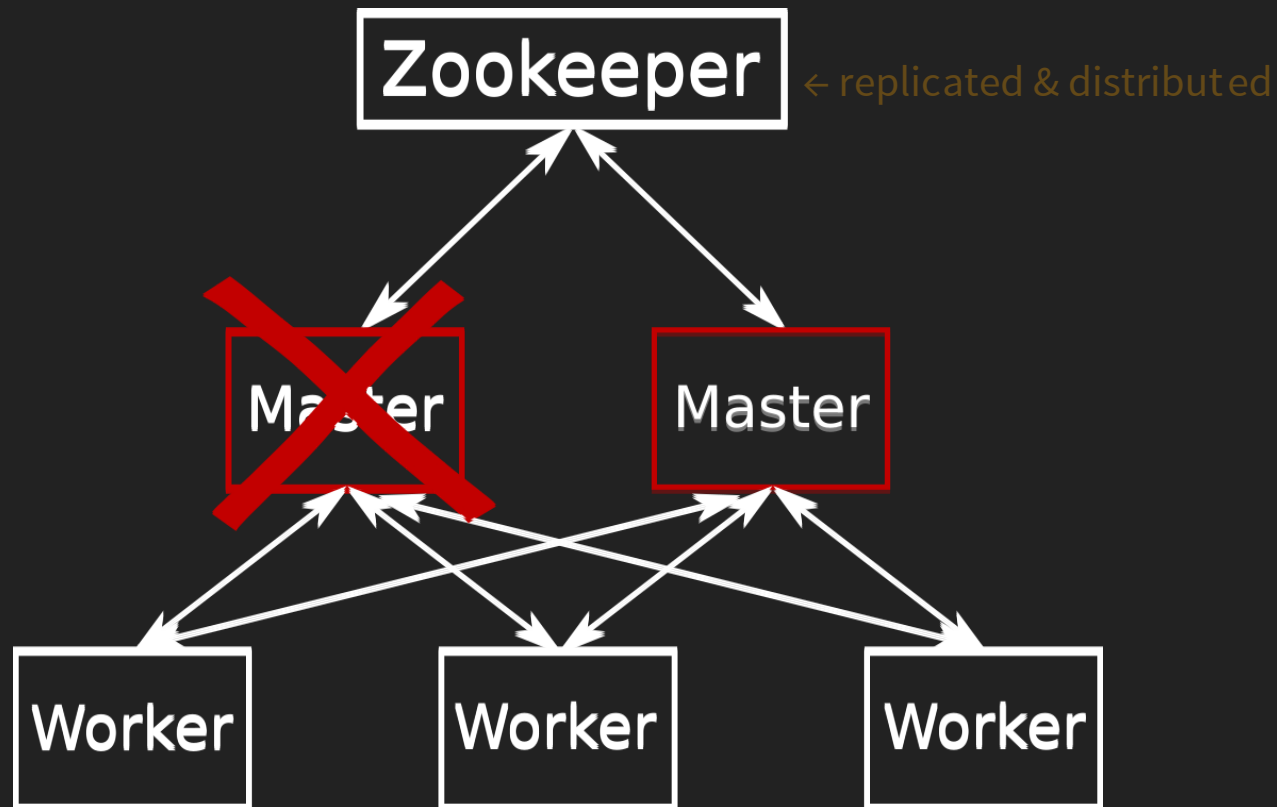 Zookeeper
← replicated & distributed
Master
Master
Worker
Worker
Worker